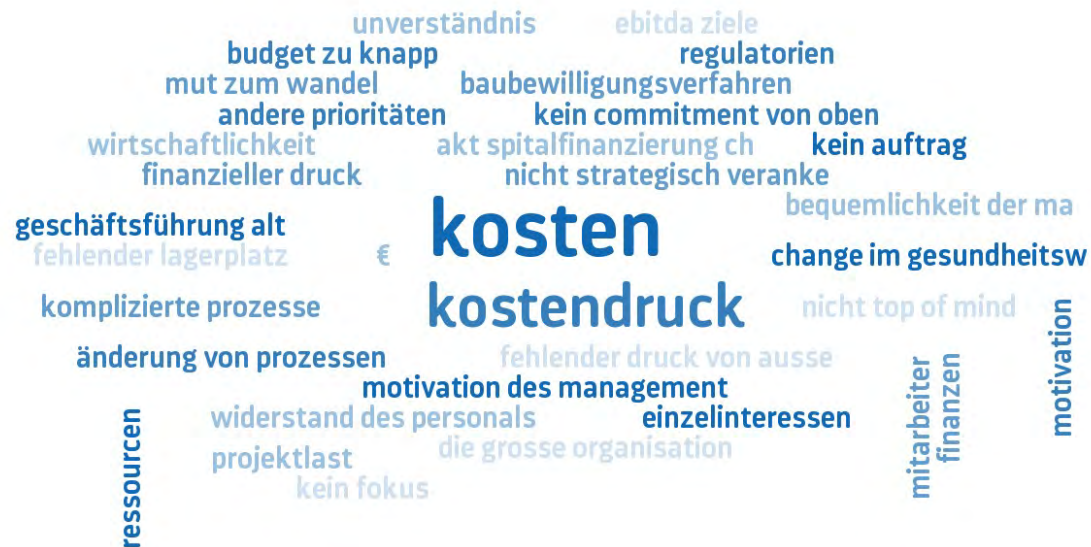 unverständnis ebitda ziele
budget zu knapp regulatorien
mut zum wandel baubewilligungsverfahren
andere prioritäten kein commitment von oben
wirtschaftlichkeit akt spitalfinanzierung ch kein auftrag
finanzieller druck nicht strategisch veranke
bequemlichkeit der ma
geschäftsführung alt kosten
fehlender lagerplatz € change im gesundheitsw
komplizierte prozesse kostendruck nicht top of mind
änderung von prozessen fehlender druck von ausse
motivation des management
widerstand des personals einzelinteressen
projektlast die grosse organisation
kein fokus
ressourcen
mitarbeiter
finanzen
motivation